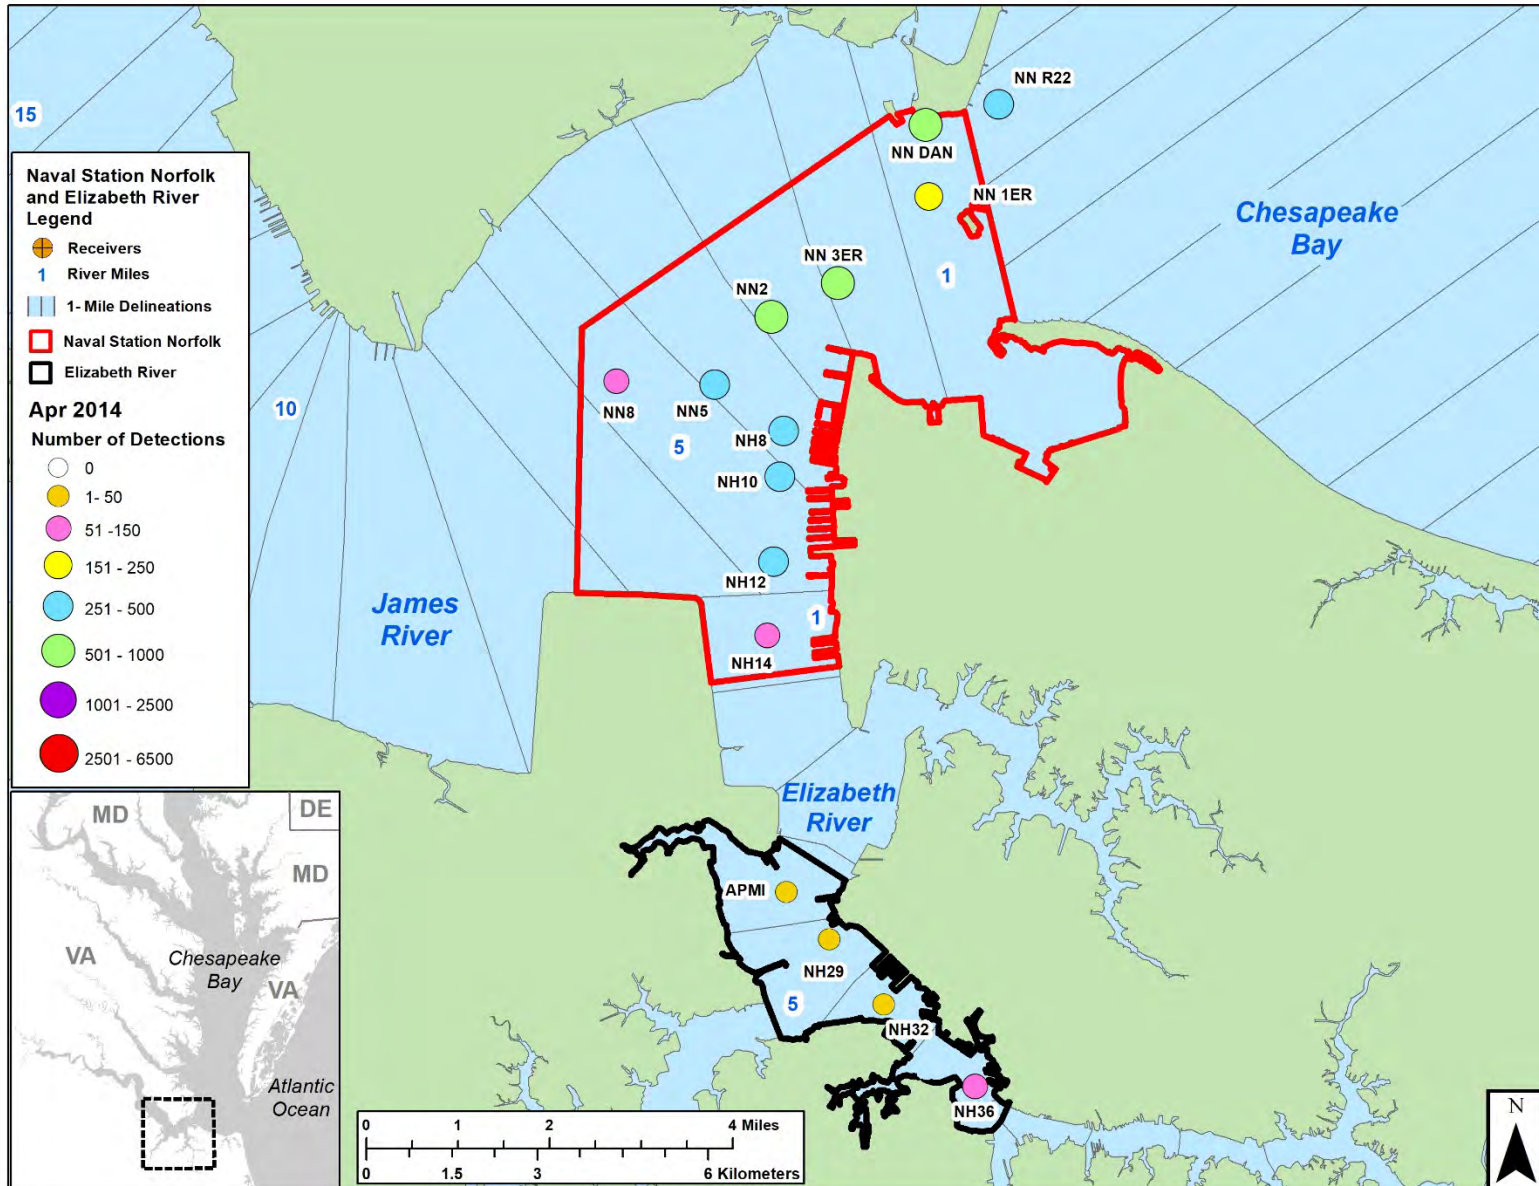 NN R22
15
NN DAN
Naval Station Norfolk
and Elizabeth River
Legend
Receivers
1 River Miles
1- Mile Delineations
Naval Station Norfolk
Elizabeth River
Apr 2014
Number of Detections
0
1- 50
51 -150
151 - 250
251 - 500
501 - 1000
1001 - 2500
2501 - 6500
NN 1ER
Chesapeake
Bay
NN 3ER
1
NN2
10
NN8
NN5
NH8
5
NH10
NH12
James
River
1
NH14
Elizabeth
River
APMI
NH29
5
NH32
NH36
MD
DE
MD
VA
Chesapeake
Bay
VA
Atlantic
Ocean
0 1 2 4 Miles
0 1.5 3 6 Kilometers
N